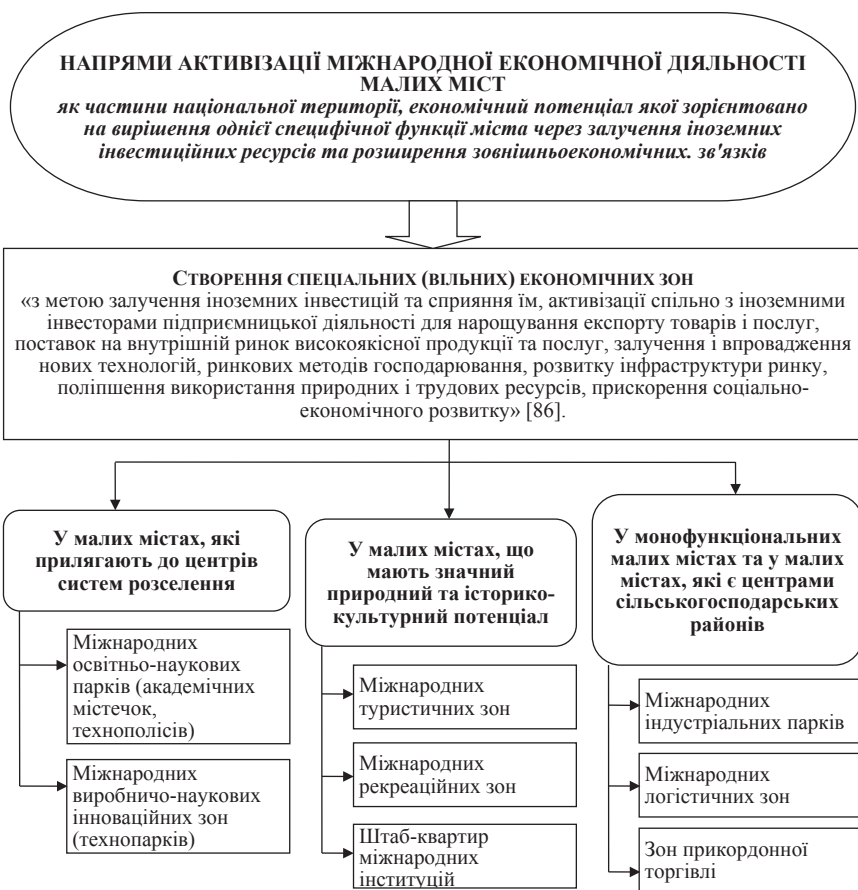 НАПРЯМИ АКТИВІЗАЦІЇ МІЖНАРОДНОЇ ЕКОНОМІЧНОЇ ДІЯЛЬНОСТІ
МАЛИХ МІСТ
як частини національної території, економічний потенціал якої зорієнтовано
на вирішення однієї специфічної функції міста через залучення іноземних
інвестиційних ресурсів та розширення зовнішньоекономічних. зв'язків
СТВОРЕННЯ СПЕЦІАЛЬНИХ (ВІЛЬНИХ) ЕКОНОМІЧНИХ ЗОН
«з метою залучення іноземних інвестицій та сприяння їм, активізації спільно з іноземними
інвесторами підприємницької діяльності для нарощування експорту товарів і послуг,
поставок на внутрішній ринок високоякісної продукції та послуг, залучення і впровадження
нових технологій, ринкових методів господарювання, розвитку інфраструктури ринку,
поліпшення використання природних і трудових ресурсів, прискорення соціально-
економічного розвитку» [86].
У малих містах, які
прилягають до центрів
систем розселення
Міжнародних
освітньо-наукових
парків (академічних
містечок,
технополісів)
Міжнародних
виробничо-наукових
інноваційних зон
(технопарків)
У малих містах, що
мають значний
природний та історико-
культурний потенціал
Міжнародних
туристичних зон
Міжнародних
рекреаційних зон
Штаб-квартир
міжнародних
інституцій
У монофункціональних
малих містах та у малих
містах, які є центрами
сільськогосподарських
районів
Міжнародних
індустріальних парків
Міжнародних
логістичних зон
Зон прикордонної
торгівлі